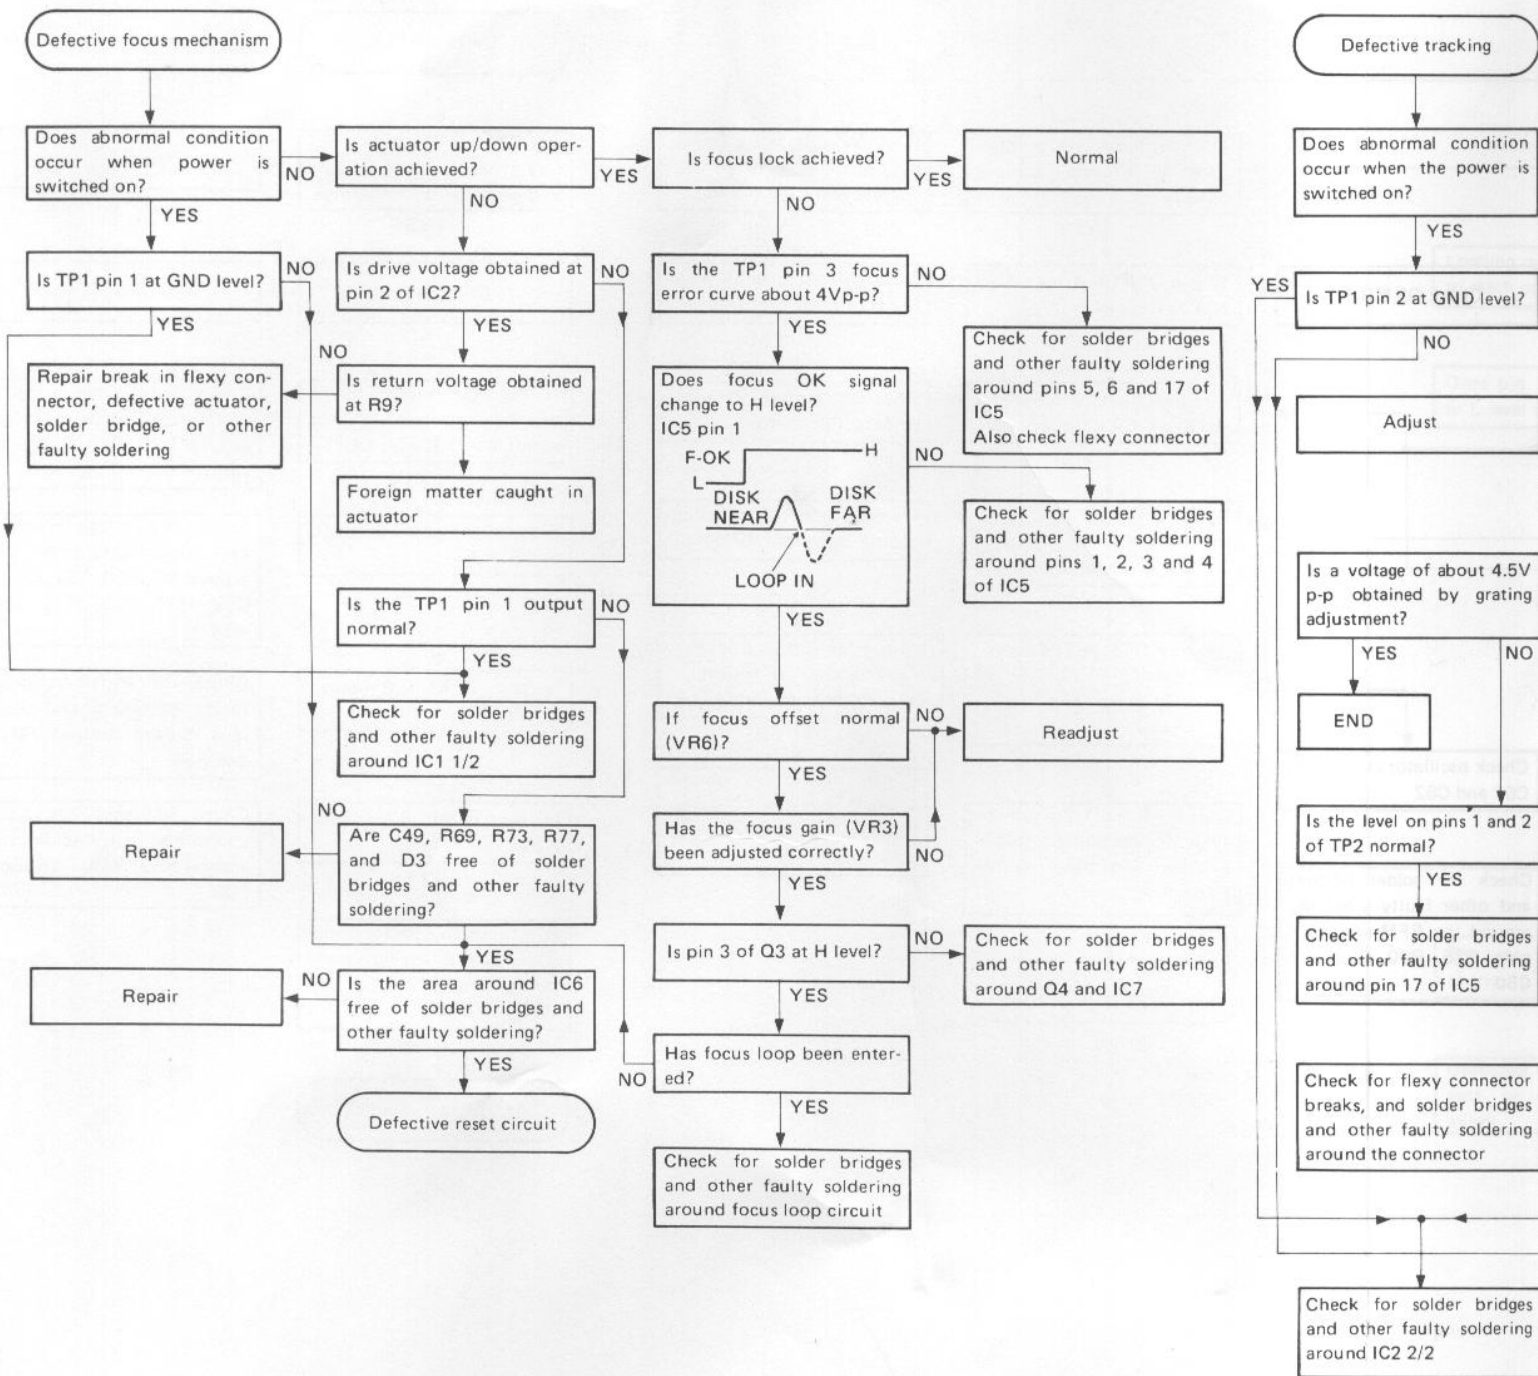 Defective focus mechanism
Does abnormal condition
occur when power is
switched on?
NO
YES
Is actuator up/down oper-
ation achieved?
YES
NO
Is focus lock achieved?
YES
NO
Normal
Is TP1 pin 1 at GND level?
NO
YES
Is drive voltage obtained at
pin 2 of IC2?
NO
YES
Is the TP1 pin 3 focus
error curve about 4Vp-p?
NO
YES
Check for solder bridges
and other faulty soldering
around pins 5, 6 and 17 of
IC5
Also check flexy connector
Repair break in flexy con-
nector, defective actuator,
solder bridge, or other
faulty soldering
NO
Is return voltage obtained
at R9?
Foreign matter caught in
actuator
Does focus OK signal
change to H level?
IC5 pin 1
F-OK
H
L
DISK
NEAR
DISK
FAR
LOOP IN
NO
YES
Check for solder bridges
and other faulty soldering
around pins 1, 2, 3 and 4
of IC5
Is the TP1 pin 1 output
normal?
NO
YES
Check for solder bridges
and other faulty soldering
around IC1 1/2
If focus offset normal
(VR6)?
NO
YES
Readjust
Has the focus gain (VR3)
been adjusted correctly?
NO
YES
Repair
NO
Are C49, R69, R73, R77,
and D3 free of solder
bridges and other faulty
soldering?
YES
Is pin 3 of Q3 at H level?
NO
YES
Check for solder bridges
and other faulty soldering
around Q4 and IC7
Repair
NO
Is the area around IC6
free of solder bridges and
other faulty soldering?
YES
Defective reset circuit
Has focus loop been enter-
ed?
NO
YES
Check for solder bridges
and other faulty soldering
around focus loop circuit
Defective tracking
Does abnormal condition
occur when the power is
switched on?
YES
YES
Is TP1 pin 2 at GND level?
NO
Adjust
Is a voltage of about 4.5V
p-p obtained by grating
adjustment?
YES
NO
END
Is the level on pins 1 and 2
of TP2 normal?
YES
Check for solder bridges
and other faulty soldering
around pin 17 of IC5
Check for flexy connector
breaks, and solder bridges
and other faulty soldering
around the connector
Check for solder bridges
and other faulty soldering
around IC2 2/2